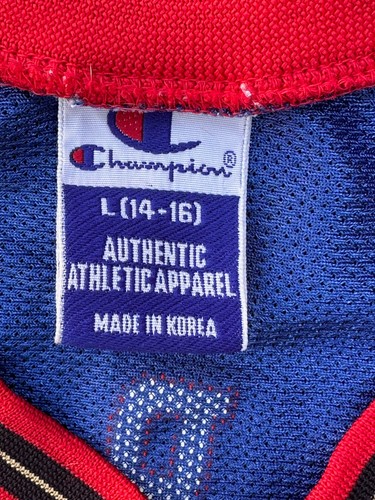 Champion®
L (14-16)
AUTHENTIC
ATHLETIC APPAREL
MADE IN KOREA